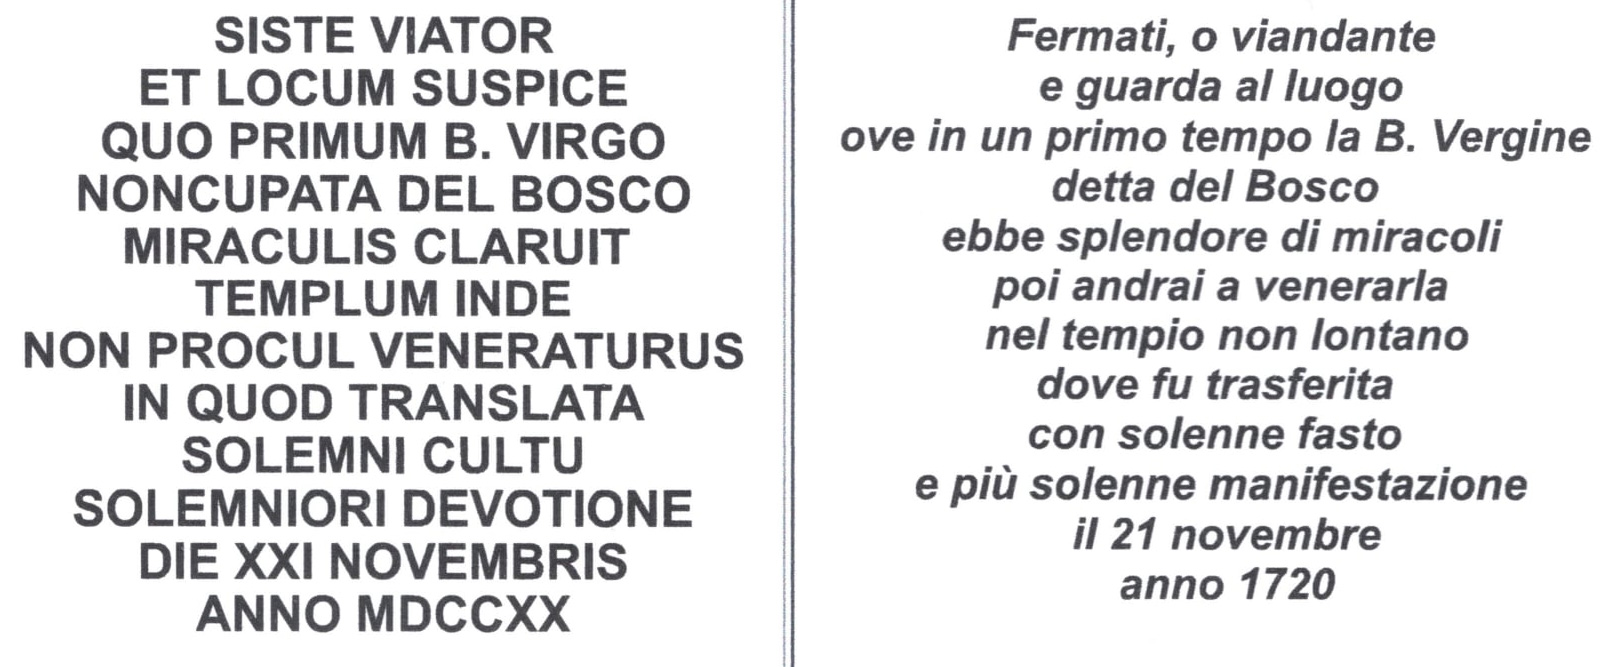 SISTE VIATOR
ET LOCUM SUSPICE
QUO PRIMUM B. VIRGO
NONCUPATA DEL BOSCO
MIRACULIS CLARUIT
TEMPLUM INDE
NON PROCUL VENERATURUS
IN QUOD TRANSLATA
SOLEMNI CULTU
SOLEMNIORI DEVOTIONE
DIE XXI NOVEMBRIS
ANNO MDCCXX
Fermati, o viandante
e guarda al luogo
ove in un primo tempo la B. Vergine
detta del Bosco
ebbe splendore di miracoli
poi andrai a venerarla
nel tempio non lontano
dove fu trasferita
con solenne fasto
e più solenne manifestazione
il 21 novembre
anno 1720